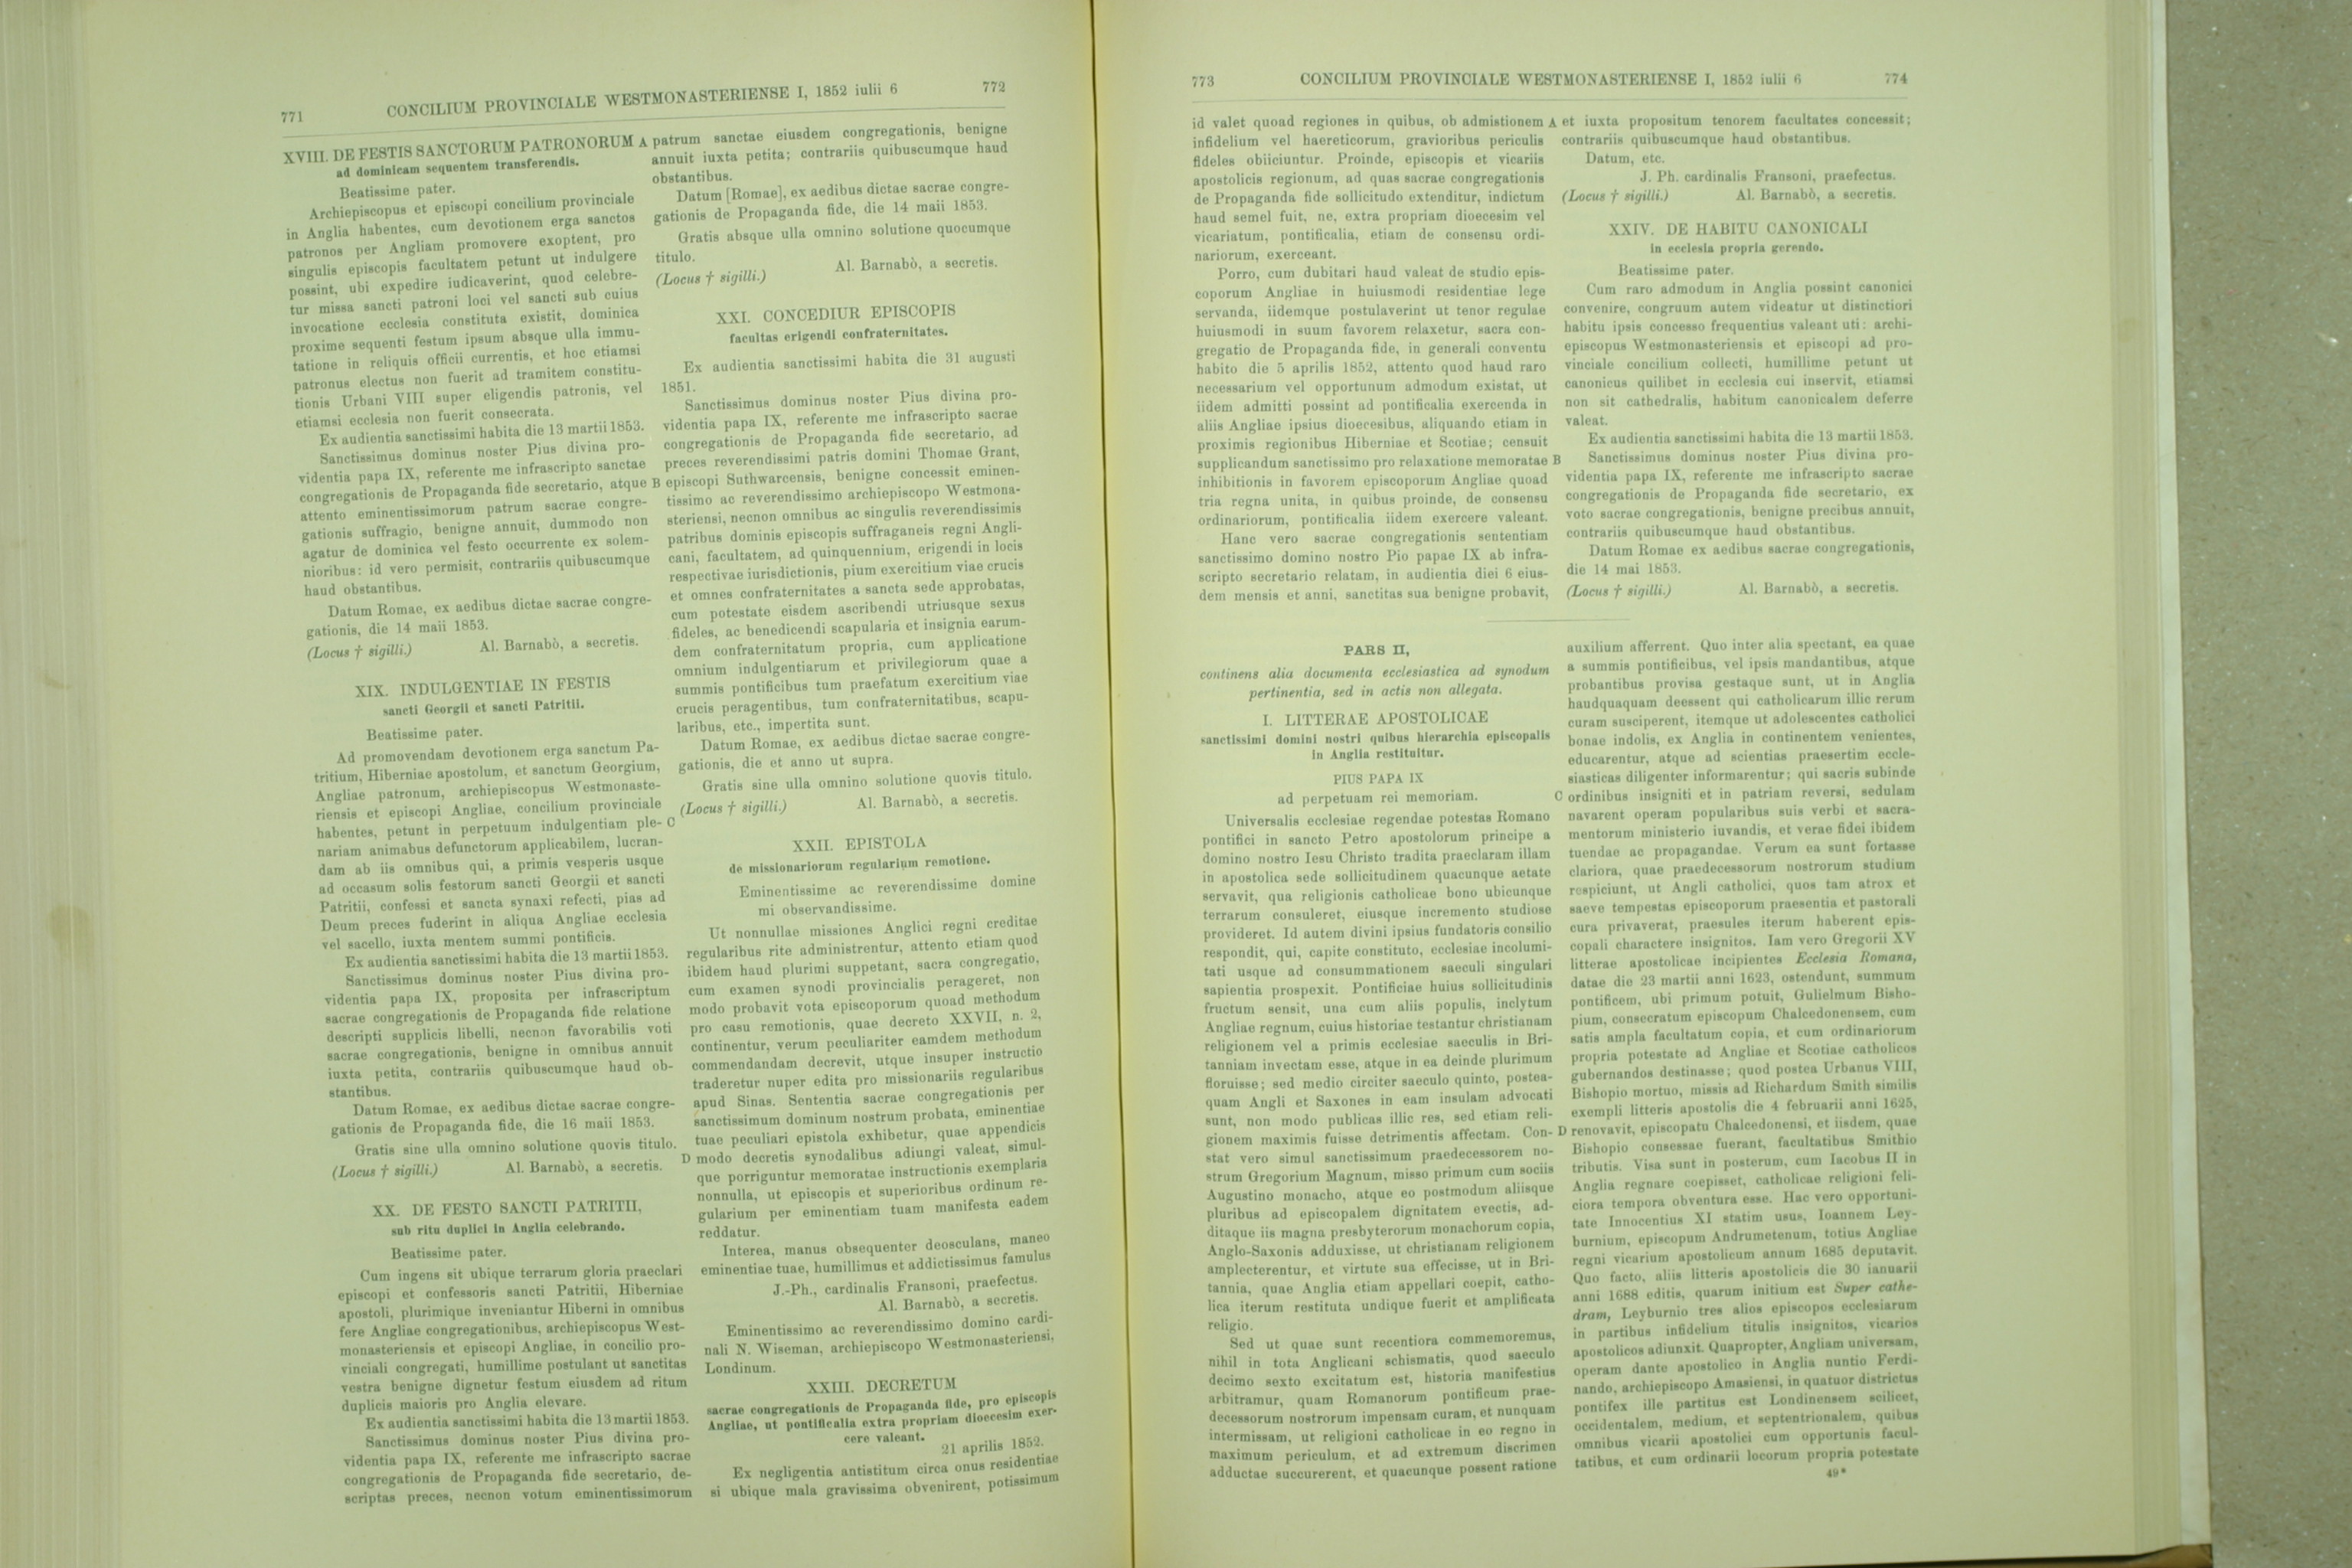 771
CONCILIUM PROVINCIALE WESTMONASTERIENSE I, 1852 iulii 6
772
XVIII. DE FESTIS SANCTORUM PATRONORUM
ad dominicam sequentem transferendis.
Beatissime pater.
Archiepiscopus et episcopi concilium provinciale
in Anglia habentes, cum devotionem erga sanctos
patronos per Angliam promovere exoptent, pro
singulis episcopis facultatem petunt ut indulgere
possint, ubi expedire iudicaverint, quod celebre-
tur missa sancti patroni loci vel sancti sub cuius
invocatione ecclesia constituta existit, dominica
proxime sequenti festum ipsum absque ulla immu-
tatione in reliquis officii currentis, et hoc etiamsi
patronus electus non fuerit ad tramitem constitu-
tionis Urbani VIII super eligendis patronis, vel
etiamsi ecclesia non fuerit consecrata.
Ex audientia sanctissimi habita die 13 martii 1853.
Sanctissimus dominus noster Pius divina pro-
videntia papa IX, referente me infrascripto sanctae
congregationis de Propaganda fide secretario, atque
attento eminentissimorum patrum sacrae congre-
gationis suffragio, benigne annuit, dummodo non
agatur de dominica vel festo occurrente ex solem-
nioribus: id vero permisit, contrariis quibuscumque
haud obstantibus.
Datum Romae, ex aedibus dictae sacrae congre-
gationis, die 14 maii 1853.
(Locus † sigilli.) Al. Barnabò, a secretis.
XIX. INDULGENTIAE IN FESTIS
sancti Georgii et sancti Patritii.
Beatissime pater.
Ad promovendam devotionem erga sanctum Pa-
tritium, Hiberniae apostolum, et sanctum Georgium,
Angliae patronum, archiepiscopus Westmonaste-
riensis et episcopi Angliae, concilium provinciale
habentes, petunt in perpetuum indulgentiam ple-
nariam animabus defunctorum applicabilem, lucran-
dam ab iis omnibus qui, a primis vesperis usque
ad occasum solis festorum sancti Georgii et sancti
Patritii, confessi et sancta synaxi refecti, pias ad
Deum preces fuderint in aliqua Angliae ecclesia
vel sacello, iuxta mentem summi pontificis.
Ex audientia sanctissimi habita die 13 martii 1853.
Sanctissimus dominus noster Pius divina pro-
videntia papa IX, proposita per infrascriptum
sacrae congregationis de Propaganda fide relatione
descripti supplicis libelli, necnon favorabilis voti
sacrae congregationis, benigne in omnibus annuit
iuxta petita, contrariis quibuscumque haud ob-
stantibus.
Datum Romae, ex aedibus dictae sacrae congre-
gationis de Propaganda fide, die 16 maii 1853.
Gratis sine ulla omnino solutione quovis titulo.
(Locus † sigilli.) Al. Barnabò, a secretis.
XX. DE FESTO SANCTI PATRITII,
sub ritu duplici in Anglia celebrando.
Beatissime pater.
Cum ingens sit ubique terrarum gloria praeclari
episcopi et confessoris sancti Patritii, Hiberniae
apostoli, plurimique inveniantur Hiberni in omnibus
fere Angliae congregationibus, archiepiscopus West-
monasteriensis et episcopi Angliae, in concilio pro-
vinciali congregati, humillime postulant ut sanctitas
vestra benigne dignetur festum eiusdem ad ritum
duplicis maioris pro Anglia elevare.
Ex audientia sanctissimi habita die 13 martii 1853.
Sanctissimus dominus noster Pius divina pro-
videntia papa IX, referente me infrascripto sacrae
congregationis de Propaganda fide secretario, de-
scriptas preces, necnon votum eminentissimorum
A patrum sanctae eiusdem congregationis, benigne
annuit iuxta petita; contrariis quibuscumque haud
obstantibus.
Datum [Romae], ex aedibus dictae sacrae congre-
gationis de Propaganda fide, die 14 maii 1853.
Gratis absque ulla omnino solutione quocumque
titulo.
(Locus † sigilli.) Al. Barnabò, a secretis.
XXI. CONCEDIUR EPISCOPIS
facultas erigendi confraternitates.
Ex audientia sanctissimi habita die 31 augusti
1851.
Sanctissimus dominus noster Pius divina pro-
videntia papa IX, referente me infrascripto sacrae
congregationis de Propaganda fide secretario, ad
preces reverendissimi patris domini Thomae Grant,
B episcopi Suthwarcensis, benigne concessit eminen-
tissimo ac reverendissimo archiepiscopo Westmona-
steriensi, necnon omnibus ac singulis reverendissimis
patribus dominis episcopis suffraganeis regni Angli-
cani, facultatem, ad quinquennium, erigendi in locis
respectivae iurisdictionis, pium exercitium viae crucis
et omnes confraternitates a sancta sede approbatas,
cum potestate eisdem ascribendi utriusque sexus
fideles, ac benedicendi scapularia et insignia earum-
dem confraternitatum propria, cum applicatione
omnium indulgentiarum et privilegiorum quae a
summis pontificibus tum praefatum exercitium viae
crucis peragentibus, tum confraternitatibus, scapu-
laribus, etc., impertita sunt.
Datum Romae, ex aedibus dictae sacrae congre-
gationis, die et anno ut supra.
Gratis sine ulla omnino solutione quovis titulo.
(Locus † sigilli.) Al. Barnabò, a secretis.
C
XXII. EPISTOLA
de missionariorum regularium remotione.
Eminentissime ac reverendissime domine
mi observandissime.
Ut nonnullae missiones Anglici regni creditae
regularibus rite administrentur, attento etiam quod
ibidem haud plurimi suppetant, sacra congregatio,
cum examen synodi provincialis perageret, non
modo probavit vota episcoporum quoad methodum
pro casu remotionis, quae decreto XXVII, n. 2,
continentur, verum peculiariter eamdem methodum
commendandam decrevit, utque insuper instructio
traderetur nuper edita pro missionariis regularibus
apud Sinas. Sententia sacrae congregationis per
sanctissimum dominum nostrum probata, eminentiae
tuae peculiari epistola exhibetur, quae appendicis
D modo decretis synodalibus adiungi valeat, simul-
que porriguntur memoratae instructionis exemplaria
nonnulla, ut episcopis et superioribus ordinum re-
gularium per eminentiam tuam manifesta eadem
reddatur.
Interea, manus obsequenter deosculans, maneo
eminentiae tuae, humillimus et addictissimus famulus
J.-Ph., cardinalis Fransoni, praefectus.
Al. Barnabò, a secretis.
Eminentissimo ac reverendissimo domino cardi-
nali N. Wiseman, archiepiscopo Westmonasteriensi,
Londinum.
XXIII. DECRETUM
sacrae congregationis de Propaganda fide, pro episcopis
Angliae, ut pontificalia extra propriam dioecesim exer-
cere valeant.
21 aprilis 1852.
Ex negligentia antistitum circa onus residentiae
si ubique mala gravissima obvenirent, potissimum
773
CONCILIUM PROVINCIALE WESTMONASTERIENSE I, 1852 iulii 6
774
id valet quoad regiones in quibus, ob admistionem
infidelium vel haereticorum, gravioribus periculis
fideles obiiciuntur. Proinde, episcopis et vicariis
apostolicis regionum, ad quas sacrae congregationis
de Propaganda fide sollicitudo extenditur, indictum
haud semel fuit, ne, extra propriam dioecesim vel
vicariatum, pontificalia, etiam de consensu ordi-
nariorum, exerceant.
Porro, cum dubitari haud valeat de studio epis-
coporum Angliae in huiusmodi residentiae lege
servanda, iidemque postulaverint ut tenor regulae
huiusmodi in suum favorem relaxetur, sacra con-
gregatio de Propaganda fide, in generali conventu
habito die 5 aprilis 1852, attento quod haud raro
necessarium vel opportunum admodum existat, ut
iidem admitti possint ad pontificalia exercenda in
aliis Angliae ipsius dioecesibus, aliquando etiam in
proximis regionibus Hiberniae et Scotiae; censuit
supplicandum sanctissimo pro relaxatione memoratae
inhibitionis in favorem episcoporum Angliae quoad
tria regna unita, in quibus proinde, de consensu
ordinariorum, pontificalia iidem exercere valeant.
Hanc vero sacrae congregationis sententiam
sanctissimo domino nostro Pio papae IX ab infra-
scripto secretario relatam, in audientia diei 6 eius-
dem mensis et anni, sanctitas sua benigne probavit,
A et iuxta propositum tenorem facultates concessit;
contrariis quibuscumque haud obstantibus.
Datum, etc.
J. Ph. cardinalis Fransoni, praefectus.
(Locus † sigilli.) Al. Barnabò, a secretis.
XXIV. DE HABITU CANONICALI
in ecclesia propria gerendo.
Beatissime pater.
Cum raro admodum in Anglia possint canonici
convenire, congruum autem videatur ut distinctiori
habitu ipsis concesso frequentius valeant uti: archi-
episcopus Westmonasteriensis et episcopi ad pro-
vinciale concilium collecti, humillime petunt ut
canonicus quilibet in ecclesia cui inservit, etiamsi
non sit cathedralis, habitum canonicalem deferre
valeat.
Ex audientia sanctissimi habita die 13 martii 1853.
B Sanctissimus dominus noster Pius divina pro-
videntia papa IX, referente me infrascripto sacrae
congregationis de Propaganda fide secretario, ex
voto sacrae congregationis, benigne precibus annuit,
contrariis quibuscumque haud obstantibus.
Datum Romae ex aedibus sacrae congregationis,
die 14 mai 1853.
(Locus † sigilli.) Al. Barnabò, a secretis.
PARS II,
continens alia documenta ecclesiastica ad synodum
pertinentia, sed in actis non allegata.
I. LITTERAE APOSTOLICAE
sanctissimi domini nostri quibus hierarchia episcopalis
in Anglia restituitur.
PIUS PAPA IX
ad perpetuam rei memoriam.
Universalis ecclesiae regendae potestas Romano
pontifici in sancto Petro apostolorum principe a
domino nostro Iesu Christo tradita praeclaram illam
in apostolica sede sollicitudinem quacunque aetate
servavit, qua religionis catholicae bono ubicunque
terrarum consuleret, eiusque incremento studiose
provideret. Id autem divini ipsius fundatoris consilio
respondit, qui, capite constituto, ecclesiae incolumi-
tati usque ad consummationem saeculi singulari
sapientia prospexit. Pontificiae huius sollicitudinis
fructum sensit, una cum aliis populis, inclytum
Angliae regnum, cuius historiae testantur christianam
religionem vel a primis ecclesiae saeculis in Bri-
tanniam invectam esse, atque in ea deinde plurimum
floruisse; sed medio circiter saeculo quinto, postea-
quam Angli et Saxones in eam insulam advocati
sunt, non modo publicas illic res, sed etiam reli-
gionem maximis fuisse detrimentis affectam. Con-
stat vero simul sanctissimum praedecessorem no-
strum Gregorium Magnum, misso primum cum sociis
Augustino monacho, atque eo postmodum aliisque
pluribus ad episcopalem dignitatem evectis, ad-
ditaque iis magna presbyterorum monachorum copia,
Anglo-Saxonis adduxisse, ut christianam religionem
amplecterentur, et virtute sua effecisse, ut in Bri-
tannia, quae Anglia etiam appellari coepit, catho-
lica iterum restituta undique fuerit et amplificata
religio.
Sed ut quae sunt recentiora commemoremus,
nihil in tota Anglicani schismatis, quod saeculo
decimo sexto excitatum est, historia manifestius
arbitramur, quam Romanorum pontificum prae-
decessorum nostrorum impensam curam, et nunquam
intermissam, ut religioni catholicae in eo regno in
maximum periculum, et ad extremum discrimen
adductae succurerent, et quacunque possent ratione
auxilium afferrent. Quo inter alia spectant, ea quae
a summis pontificibus, vel ipsis mandantibus, atque
probantibus provisa gestaque sunt, ut in Anglia
haudquaquam deessent qui catholicarum illic rerum
curam susciperent, itemque ut adolescentes catholici
bonae indolis, ex Anglia in continentem venientes,
educarentur, atque ad scientias praesertim eccle-
siasticas diligenter informarentur; qui sacris subinde
C ordinibus insigniti et in patriam reversi, sedulam
navarent operam popularibus suis verbi et sacra-
mentorum ministerio iuvandis, et verae fidei ibidem
tuendae ac propagandae. Verum ea sunt fortasse
clariora, quae praedecessorum nostrorum studium
respiciunt, ut Angli catholici, quos tam atrox et
saeve tempestas episcoporum praesentia et pastorali
cura privaverat, praesules iterum haberent epis-
copali charactere insignitos. Iam vero Gregorii XV
litterae apostolicae incipientes Ecclesia Romana,
datae die 23 martii anni 1623, ostendunt, summum
pontificem, ubi primum potuit, Gulielmum Bisho-
pium, consecratum episcopum Chalcedonensem, cum
satis ampla facultatum copia, et cum ordinariorum
propria potestate ad Angliae et Scotiae catholicos
gubernandos destinasse; quod postea Urbanus VIII,
Bishopio mortuo, missis ad Richardum Smith similis
exempli litteris apostolis die 4 februarii anni 1625,
D renovavit, episcopatu Chalcedonensi, et iisdem, quae
Bishopio consessae fuerant, facultatibus Smithio
tributis. Visa sunt in posterum, cum Iacobus II in
Anglia regnare coepisset, catholicae religioni feli-
ciora tempora obventura esse. Hac vero opportuni-
tate Innocentius XI statim usus, Ioannem Ley-
burnium, episcopum Andrumetenum, totius Angliae
regni vicarium apostolicum annum 1685 deputavit.
Quo facto, aliis litteris apostolicis die 30 ianuarii
anni 1688 editis, quarum initium est Super cathe-
dram, Leyburnio tres alios episcopos ecclesiarum
in partibus infidelium titulis insignitos, vicarios
apostolicos adiunxit. Quapropter, Angliam universam,
operam dante apostolico in Anglia nuntio Ferdi-
nando, archiepiscopo Amasiensi, in quatuor districtus
pontifex ille partitus est Londinensem scilicet,
occidentalem, medium, et septentrionalem, quibus
omnibus vicarii apostolici cum opportunis facul-
tatibus, et cum ordinarii locorum propria potestate
49*